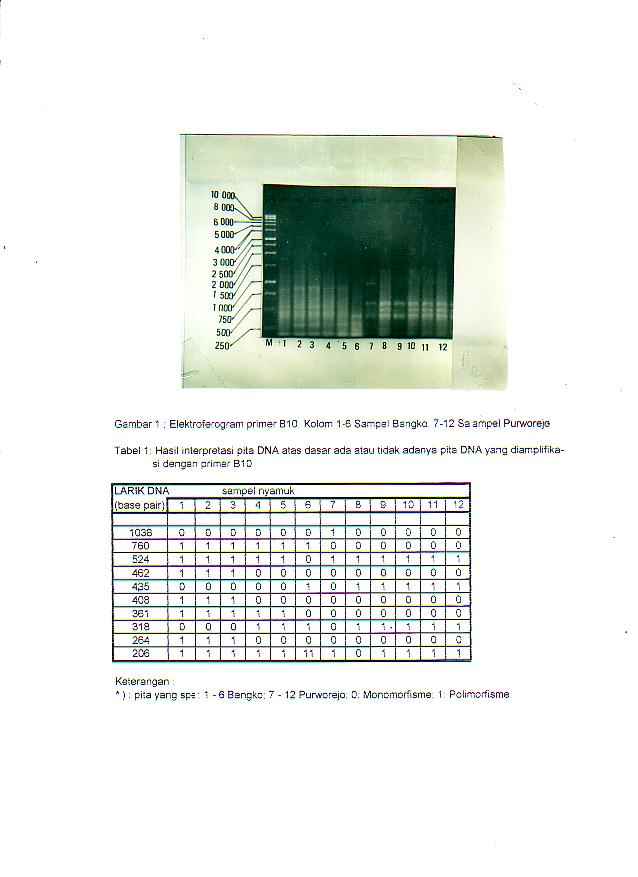 10 000
8 000
6 000
5 000
4 000
3 000
2 500
2 000
1 500
1 000
750
500
250
M 1 2 3 4 5 6 7 8 9 10 11 12
Gambar 1 : Elektroferogram primer B10. Kolom 1-6 Sampel Bangko. 7-12 Sa ampel Purworejo
Tabel 1: Hasil interpretasi pita DNA atas dasar ada atau tidak adanya pita DNA yang diamplifika-
si dengan primer B10
LARIK DNA sampel nyamuk
(base pair) 1 2 3 4 5 6 7 8 9 10 11 12
1036 0 0 0 0 0 0 1 0 0 0 0 0
760 1 1 1 1 1 1 0 0 0 0 0 0
524 1 1 1 1 1 0 1 1 1 1 1 1
462 1 1 1 0 0 0 0 0 0 0 0 0
435 0 0 0 0 0 1 0 1 1 1 1 1
408 1 1 1 0 0 0 0 0 0 0 0 0
361 1 1 1 1 1 0 0 0 0 0 0 0
318 0 0 0 1 1 1 0 1 1 1 1 1
264 1 1 1 0 0 0 0 0 0 0 0 0
206 1 1 1 1 1 11 1 0 1 1 1 1
Keterangan :
* ) : pita yang spe: 1 - 6 Bengko; 7 - 12 Purworejo; 0: Monomorfisme; 1: Polimorfisme